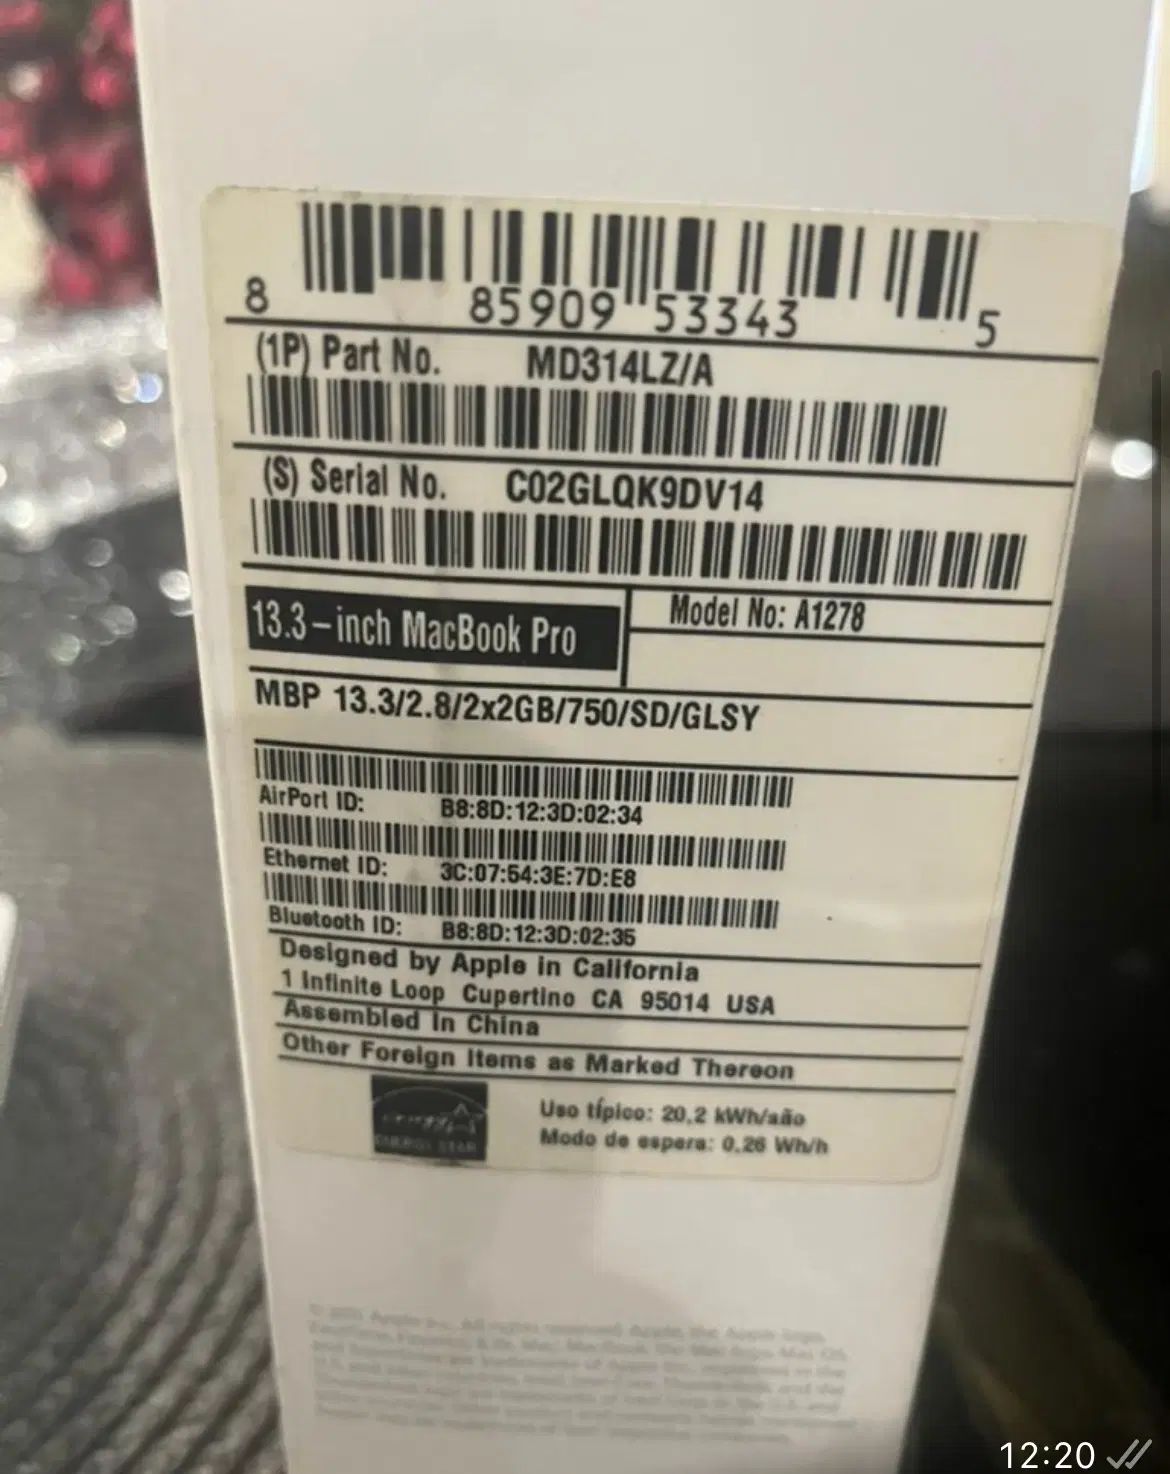 8 85909 53343 5
(1P) Part No. MD314LZ/A
(S) Serial No. C02GLQK9DV14
13.3-inch MacBook Pro
Model No: A1278
MBP 13.3/2.8/2x2GB/750/SD/GLSY
AirPort ID: B8:8D:12:3D:02:34
Ethernet ID: 3C:07:54:3E:7D:E8
Bluetooth ID: B8:8D:12:3D:02:35
Designed by Apple in California
1 Infinite Loop Cupertino CA 95014 USA
Assembled in China
Other Foreign Items as Marked Thereon
ENERGY STAR
Uso típico: 20,2 kWh/año
Modo de espera: 0,26 Wh/h
12:20